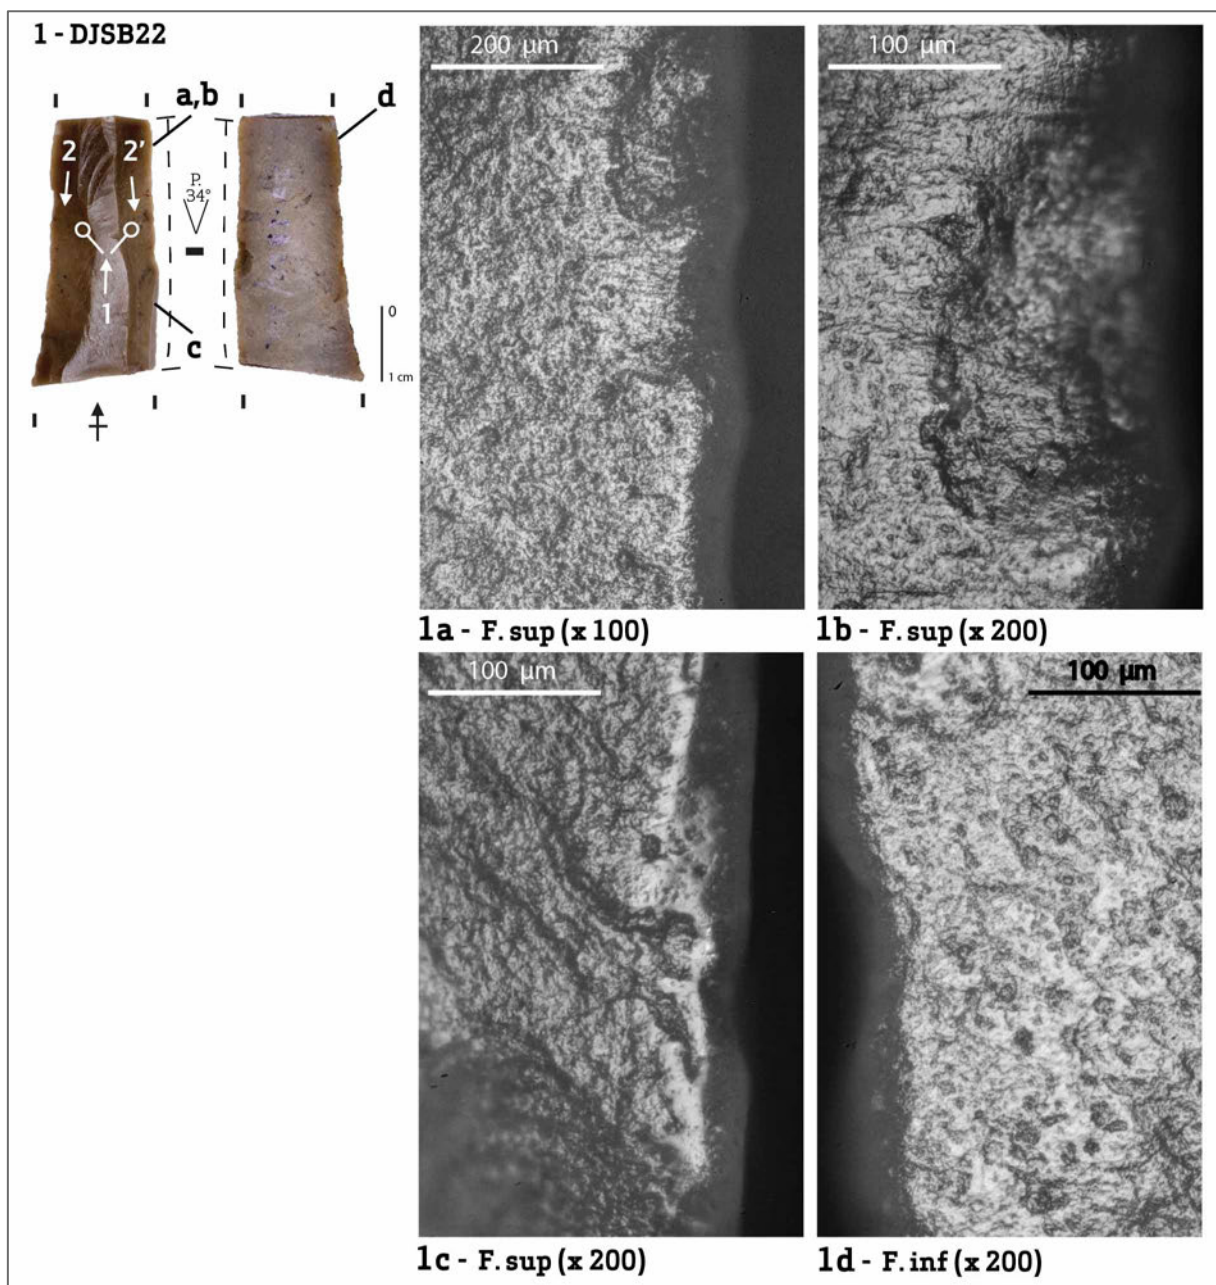 1 - DJSB22
a,b
d
2
2'
P.
34°
1
c
0
1 cm
200 µm
100 µm
1a - F. sup (x 100)
1b - F. sup (x 200)
100 µm
100 µm
1c - F. sup (x 200)
1d - F. inf (x 200)